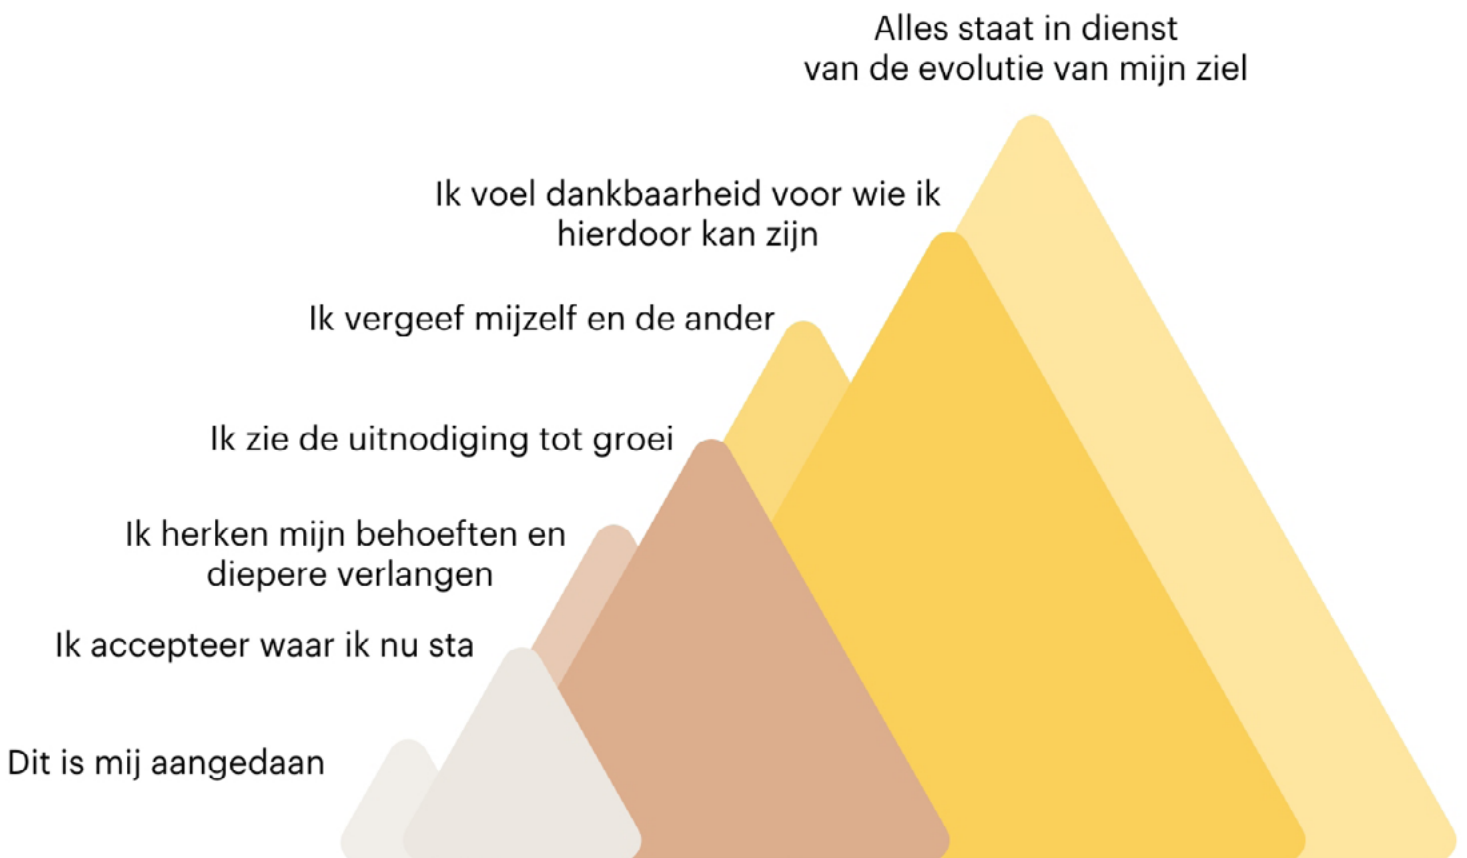 Alles staat in dienst
van de evolutie van mijn ziel
Ik voel dankbaarheid voor wie ik
hierdoor kan zijn
Ik vergeef mijzelf en de ander
Ik zie de uitnodiging tot groei
Ik herken mijn behoeften en
diepere verlangen
Ik accepteer waar ik nu sta
Dit is mij aangedaan